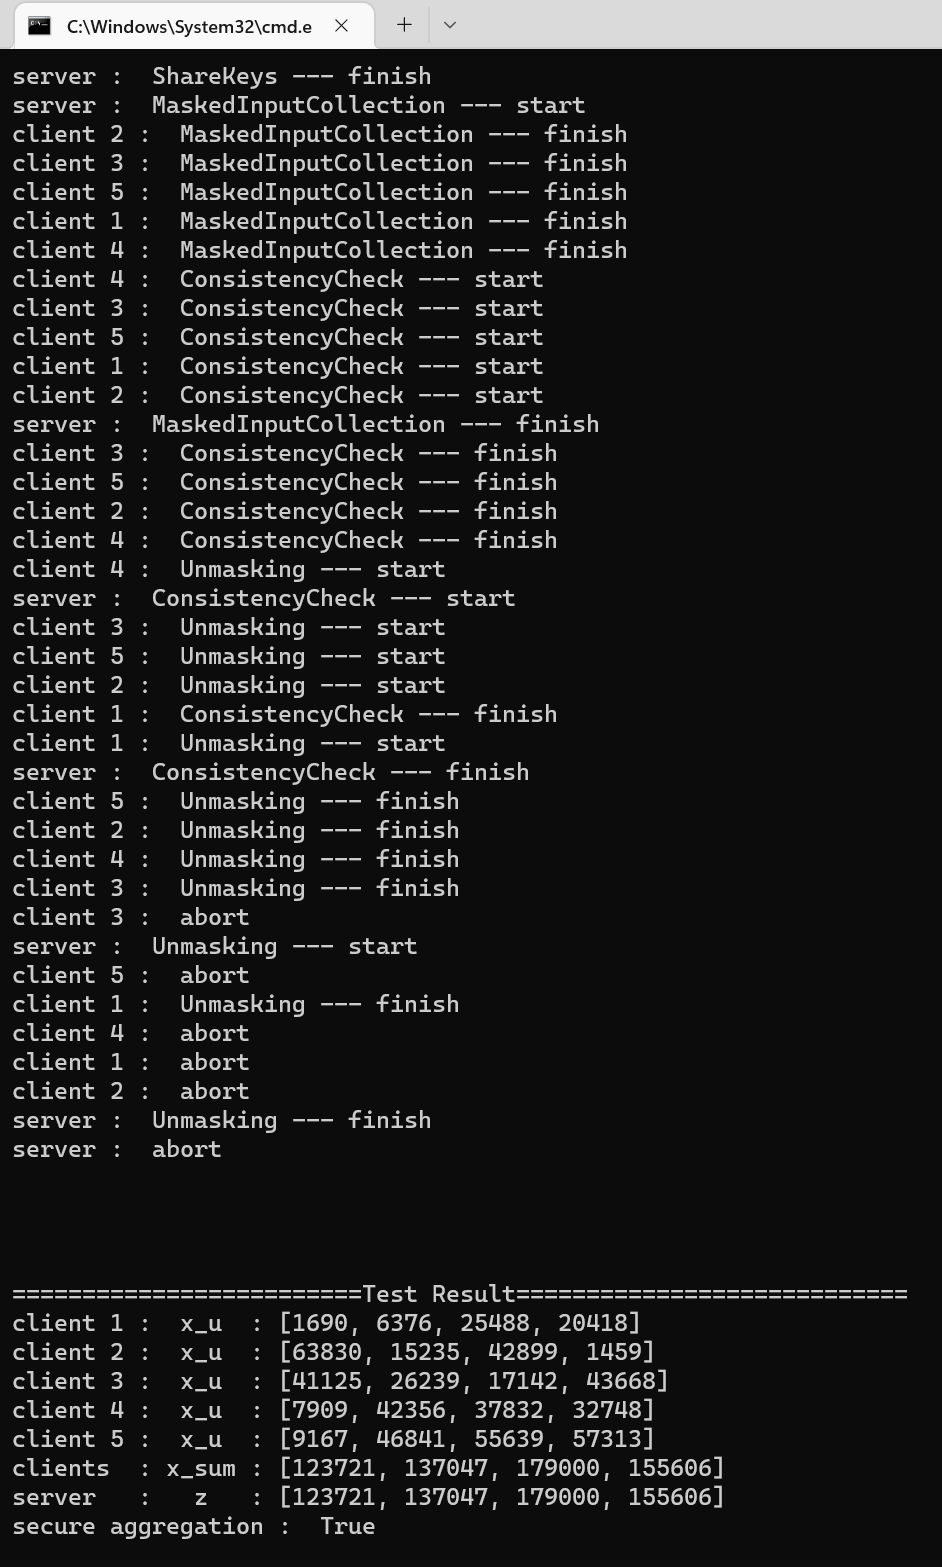 C:\Windows\System32\cmd.e
server :  ShareKeys --- finish
server :  MaskedInputCollection --- start
client 2 :  MaskedInputCollection --- finish
client 3 :  MaskedInputCollection --- finish
client 5 :  MaskedInputCollection --- finish
client 1 :  MaskedInputCollection --- finish
client 4 :  MaskedInputCollection --- finish
client 4 :  ConsistencyCheck --- start
client 3 :  ConsistencyCheck --- start
client 5 :  ConsistencyCheck --- start
client 1 :  ConsistencyCheck --- start
client 2 :  ConsistencyCheck --- start
server :  MaskedInputCollection --- finish
client 3 :  ConsistencyCheck --- finish
client 5 :  ConsistencyCheck --- finish
client 2 :  ConsistencyCheck --- finish
client 4 :  ConsistencyCheck --- finish
client 4 :  Unmasking --- start
server :  ConsistencyCheck --- start
client 3 :  Unmasking --- start
client 5 :  Unmasking --- start
client 2 :  Unmasking --- start
client 1 :  ConsistencyCheck --- finish
client 1 :  Unmasking --- start
server :  ConsistencyCheck --- finish
client 5 :  Unmasking --- finish
client 2 :  Unmasking --- finish
client 4 :  Unmasking --- finish
client 3 :  Unmasking --- finish
client 3 :  abort
server :  Unmasking --- start
client 5 :  abort
client 1 :  Unmasking --- finish
client 4 :  abort
client 1 :  abort
client 2 :  abort
server :  Unmasking --- finish
server :  abort
=========================Test Result============================
client 1 :  x_u  : [1690, 6376, 25488, 20418]
client 2 :  x_u  : [63830, 15235, 42899, 1459]
client 3 :  x_u  : [41125, 26239, 17142, 43668]
client 4 :  x_u  : [7909, 42356, 37832, 32748]
client 5 :  x_u  : [9167, 46841, 55639, 57313]
clients  : x_sum : [123721, 137047, 179000, 155606]
server   :   z   : [123721, 137047, 179000, 155606]
secure aggregation :  True